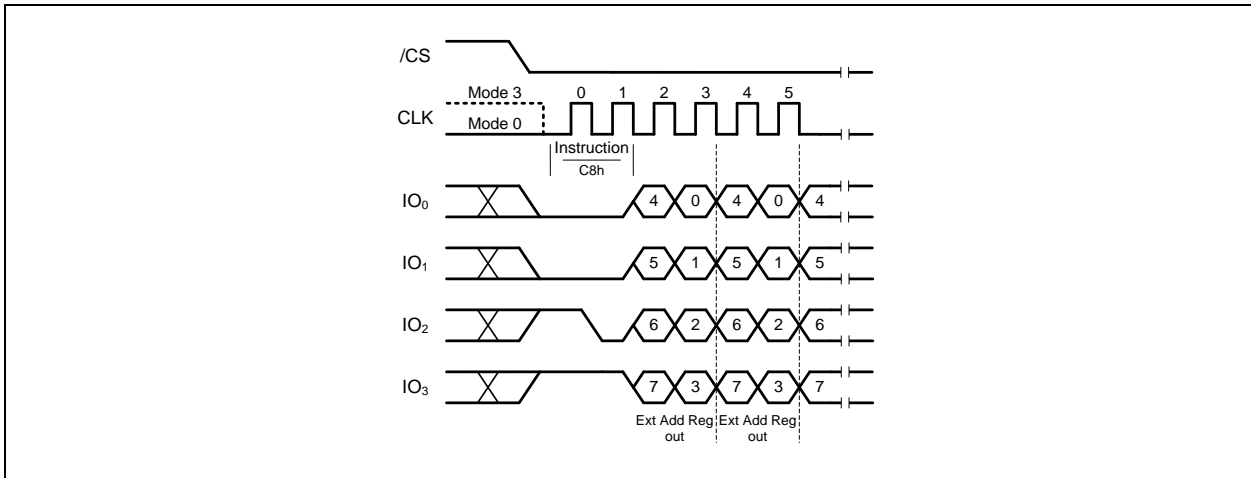 /CS
Mode 3 0 1 2 3 4 5
CLK
Mode 0
Instruction
C8h
IO₀ 4 0 4 0 4
IO₁ 5 1 5 1 5
IO₂ 6 2 6 2 6
IO₃ 7 3 7 3 7
Ext Add Reg Ext Add Reg
out out